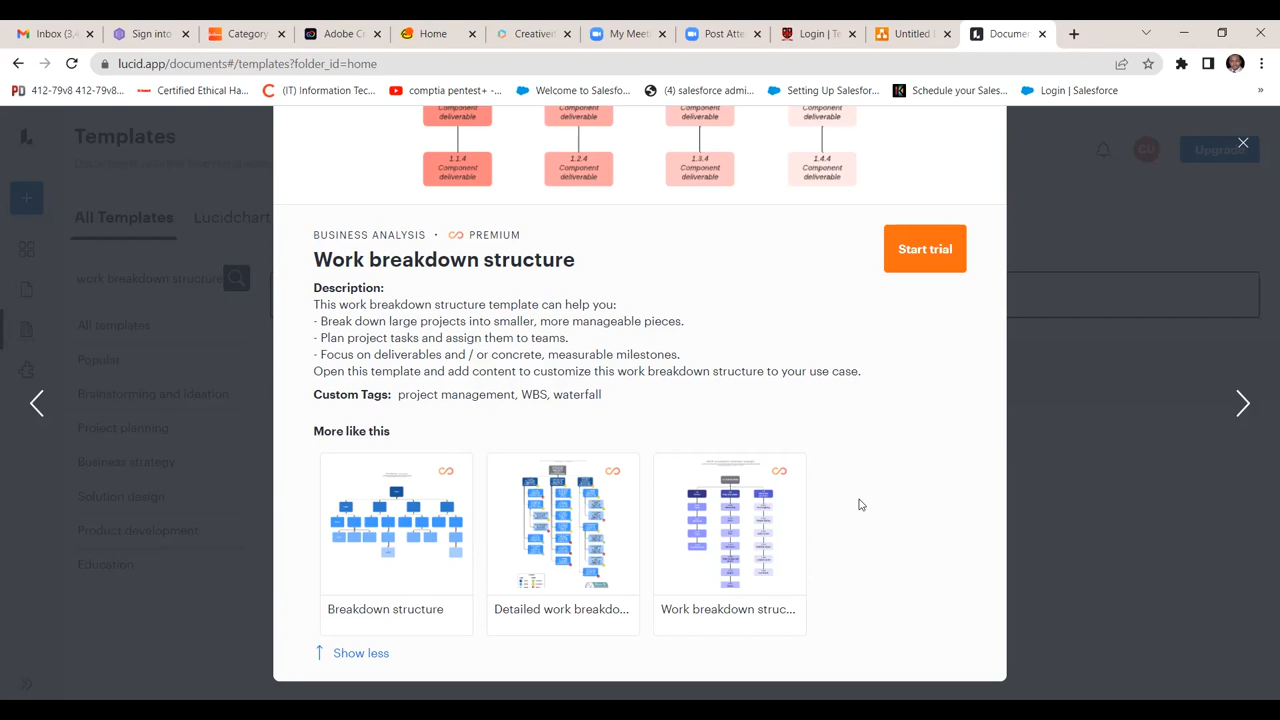 Inbox (3,4
Sign into
Category
Adobe C
Home
Creative
My Mee
Post Atte
Login | T
Untitled
Documen
lucid.app/documents#/templates?folder_id=home
412-79v8 412-79v8...
Certified Ethical Ha...
(IT) Information Tec...
comptia pentest+ -...
Welcome to Salesfo...
(4) salesforce admi...
Setting Up Salesfor...
Schedule your Sales...
Login | Salesforce
»
Templates
CU
Upgrade
All Templates
Lucidchart
work breakdown structure
All templates
Popular
Brainstorming and ideation
Project planning
Business strategy
Solution design
Product development
Education
Component deliverable
Component deliverable
Component deliverable
Component deliverable
1.1.4
Component
deliverable
1.2.4
Component
deliverable
1.3.4
Component
deliverable
1.4.4
Component
deliverable
BUSINESS ANALYSIS • PREMIUM
Work breakdown structure
Start trial
Description:
This work breakdown structure template can help you:
- Break down large projects into smaller, more manageable pieces.
- Plan project tasks and assign them to teams.
- Focus on deliverables and / or concrete, measurable milestones.
Open this template and add content to customize this work breakdown structure to your use case.
Custom Tags: project management, WBS, waterfall
More like this
Breakdown structure
Detailed work breakdo...
Work breakdown struc...
Show less